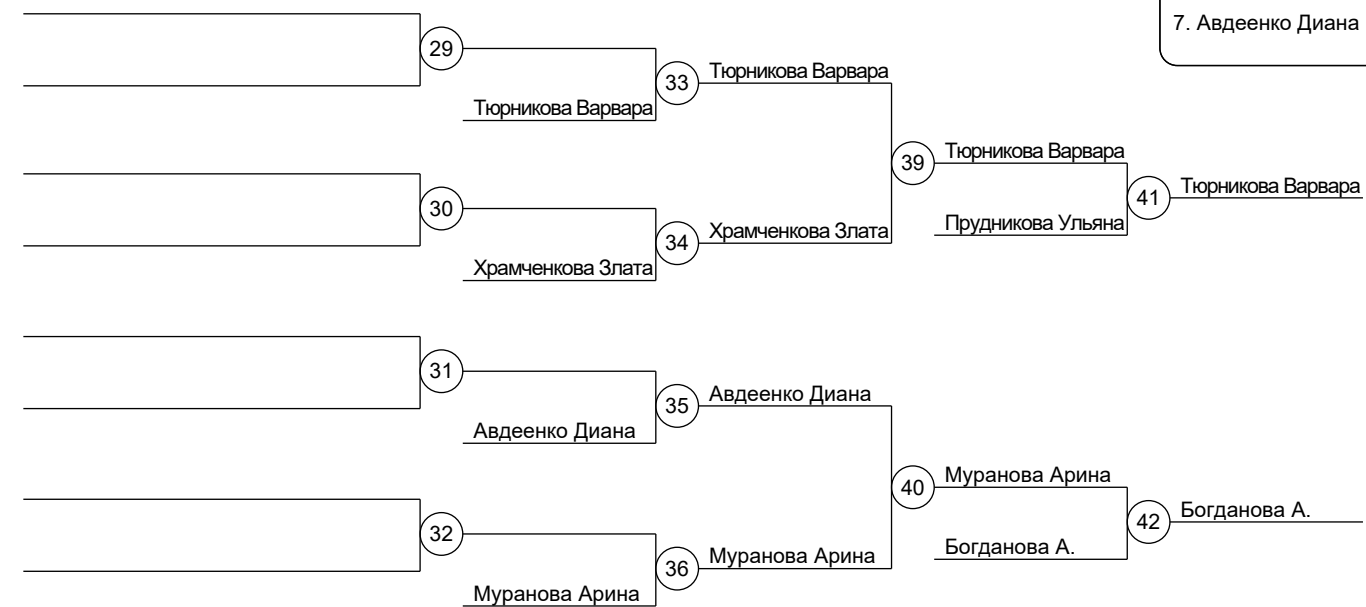 7. Авдеенко Диана
29
33
Тюрникова Варвара
Тюрникова Варвара
39
Тюрникова Варвара
41
Тюрникова Варвара
30
34
Храмченкова Злата
Прудникова Ульяна
Храмченкова Злата
31
35
Авдеенко Диана
Авдеенко Диана
40
Муранова Арина
42
Богданова А.
32
36
Муранова Арина
Богданова А.
Муранова Арина